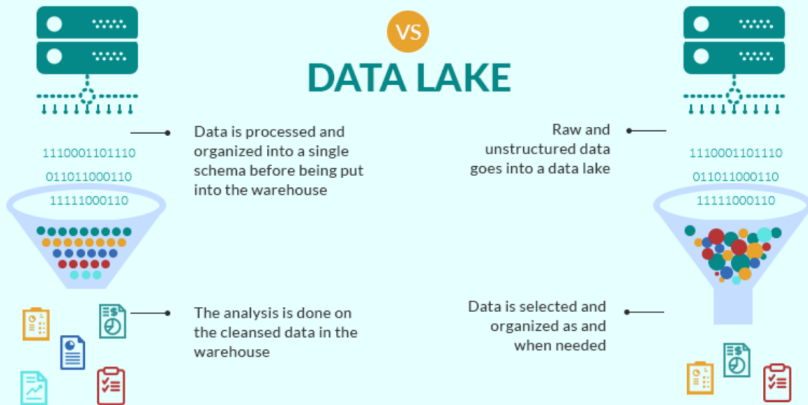 VS
DATA LAKE
1110001101110
011011000110
11111000110
Data is processed and
organized into a single
schema before being put
into the warehouse
The analysis is done on
the cleansed data in the
warehouse
Raw and
unstructured data
goes into a data lake
1110001101110
011011000110
11111000110
Data is selected and
organized as and
when needed